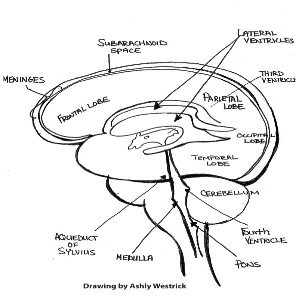 LATERAL
VENTRICLES
SUBARACHNOID
SPACE
MENINGES
THIRD
VENTRICLE
FRONTAL LOBE
PARIETAL
LOBE
OCCIPITAL
LOBE
TEMPORAL
LOBE
CEREBELLUM
AQUEDUCT
OF
SYLVIUS
MEDULLA
FOURTH
VENTRICLE
PONS
Drawing by Ashly Westrick